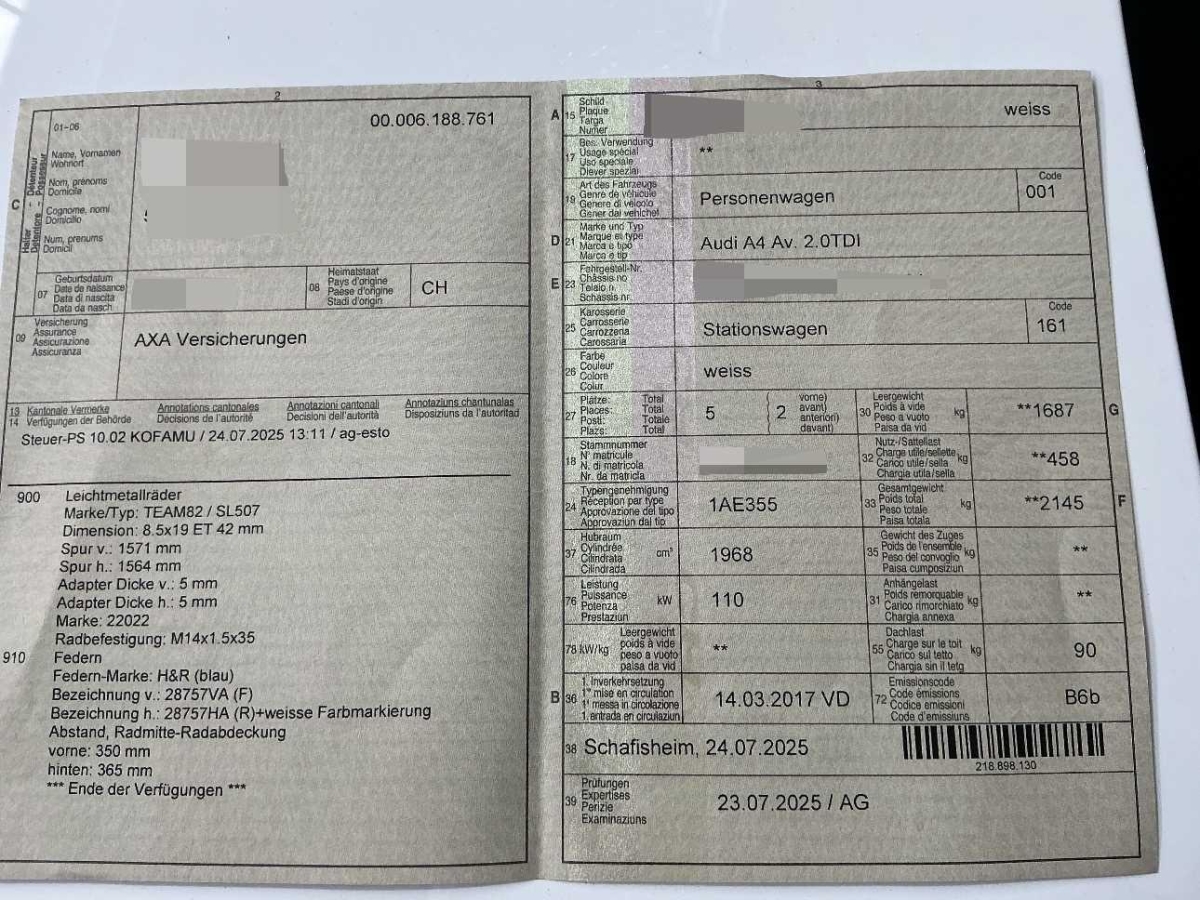 2
01-06
00.006.188.761
C
Halter - Détenteur
Detentore - Possessur
Name, Vornamen
Wohnort
Nom, prénoms
Domicile
Cognome, nomi
Domicilio
Num, prenums
Domicil
07
Geburtsdatum
Date de naissance
Data di nascita
Data da nasch
08
Heimatstaat
Pays d'origine
Paese d'origine
Stadi d'origin
CH
09
Versicherung
Assurance
Assicurazione
Assicuranza
AXA Versicherungen
13 Kantonale Vermerke Annotations cantonales Annotazioni cantonali Annotaziuns chantunalas
14 Verfügungen der Behörde Décisions de l'autorité Decisioni dell'autorità Disposiziuns da l'autoritad
Steuer-PS 10.02 KOFAMU / 24.07.2025 13:11 / ag-esto
900 Leichtmetallräder
Marke/Typ: TEAM82 / SL507
Dimension: 8.5x19 ET 42 mm
Spur v.: 1571 mm
Spur h.: 1564 mm
Adapter Dicke v.: 5 mm
Adapter Dicke h.: 5 mm
Marke: 22022
Radbefestigung: M14x1.5x35
910 Federn
Federn-Marke: H&R (blau)
Bezeichnung v.: 28757VA (F)
Bezeichnung h.: 28757HA (R)+weisse Farbmarkierung
Abstand, Radmitte-Radabdeckung
vorne: 350 mm
hinten: 365 mm
*** Ende der Verfügungen ***
3
A 15
Schild
Plaque
Targa
Numer
weiss
17
Bes. Verwendung
Usage spécial
Uso speciale
Diever spezial
**
19
Art des Fahrzeugs
Genre de véhicule
Genere di veicolo
Gener dal vehichel
Personenwagen
Code
001
D 21
Marke und Typ
Marque et type
Marca e tipo
Marca e tip
Audi A4 Av. 2.0TDI
E 23
Fahrgestell-Nr.
Châssis no
Telaio n.
Schassis nr.
25
Karosserie
Carrosserie
Carrozzeria
Carossaria
Stationswagen
Code
161
26
Farbe
Couleur
Colore
Colur
weiss
27
Plätze: Total
Places: Total
Posti: Totale
Plazs: Total
5
2
vorne)
avant)
anteriori)
davant)
30
Leergewicht
Poids à vide
Peso a vuoto
Paisa da vid
kg
**1687
G
18
Stammnummer
N° matricule
N. di matricola
Nr. da matricla
32
Nutz-/Sattellast
Charge utile/sellette
Carico utile/sella
Chargia utila/sella
kg
**458
24
Typengenehmigung
Réception par type
Approvazione del tipo
Approvaziun dal tip
1AE355
33
Gesamtgewicht
Poids total
Peso totale
Paisa totala
kg
**2145
F
37
Hubraum
Cylindrée
Cilindrata
Cilindrada
cm³
1968
35
Gewicht des Zuges
Poids de l'ensemble
Peso del convoglio
Paisa cumposiziun
kg
**
76
Leistung
Puissance
Potenza
Prestaziun
kW
110
31
Anhängelast
Poids remorquable
Carico rimorchiato
Chargia annexa
kg
**
78 kW/kg
Leergewicht
poids à vide
peso a vuoto
paisa da vid
**
55
Dachlast
Charge sur le toit
Carico sul tetto
Chargia sin il tetg
kg
90
B 36
1. Inverkehrsetzung
1re mise en circulation
1a messa in circolazione
1. entrada en circulaziun
14.03.2017 VD
72
Emissionscode
Code émissions
Codice emissioni
Code d'emissiuns
B6b
38 Schafisheim, 24.07.2025
218.898.130
39
Prüfungen
Expertises
Perizie
Examinaziuns
23.07.2025 / AG